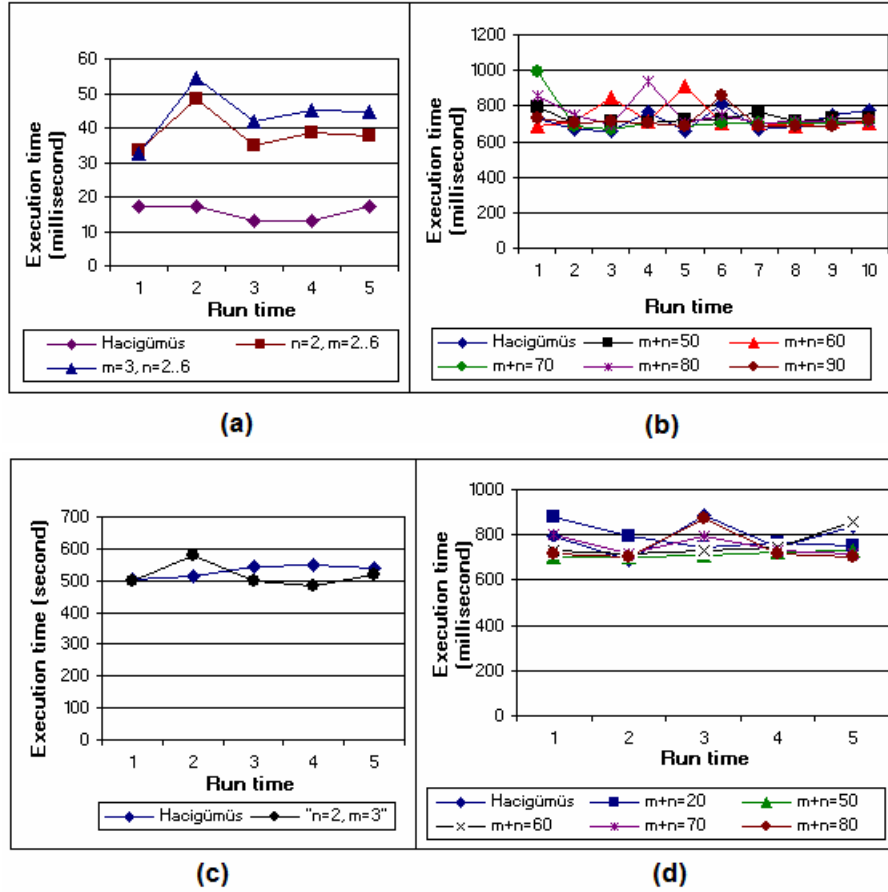 60
50
40
30
20
10
0
Execution time
(millisecond)
1 2 3 4 5
Run time
Hacigümüs
n=2, m=2..6
m=3, n=2..6
(a)
1200
1000
800
600
400
200
0
Execution time
(millisecond)
1 2 3 4 5 6 7 8 9 10
Run time
Hacigümüs
m+n=50
m+n=60
m+n=70
m+n=80
m+n=90
(b)
700
600
500
400
300
200
100
0
Execution time (second)
1 2 3 4 5
Run time
Hacigümüs
"n=2, m=3"
(c)
1000
800
600
400
200
0
Execution time
(millisecond)
1 2 3 4 5
Run time
Hacigümüs
m+n=20
m+n=50
m+n=60
m+n=70
m+n=80
(d)